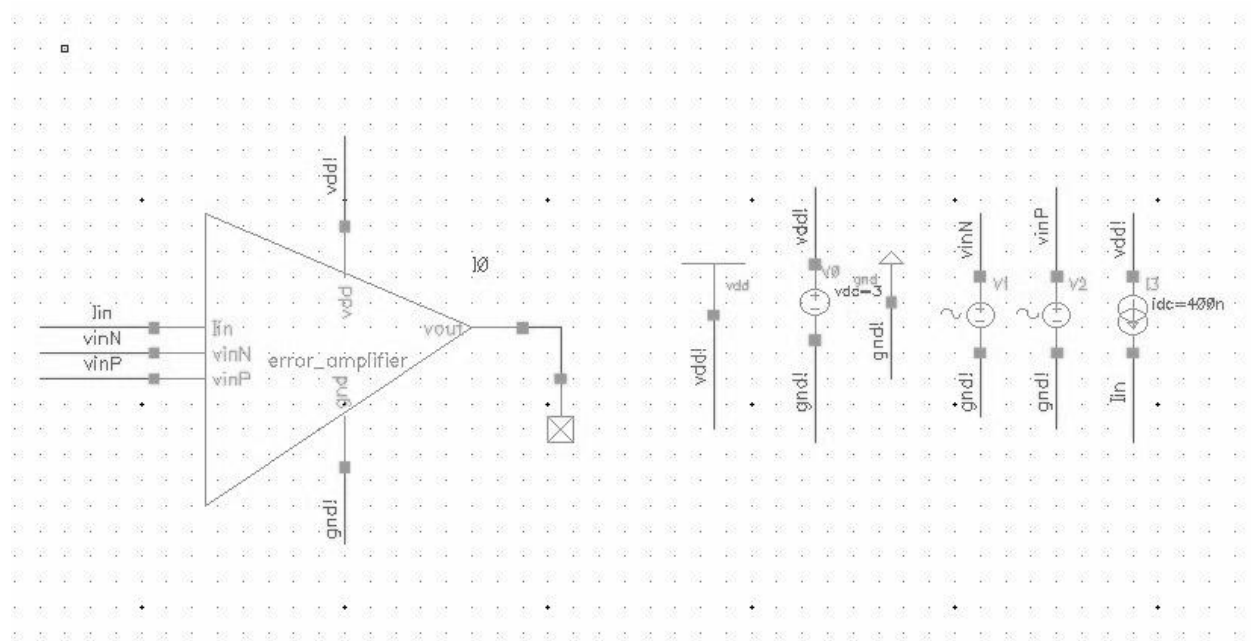 vdd!
I0
Iin
vinN
vinP
Iin
vinN
vinP
vdd
error_amplifier
gnd
vout
gnd!
vdd
vdd!
vdd!
V0
vdc=3
gnd!
gnd
gnd!
vinN
V1
gnd!
vinP
V2
gnd!
vdd!
I3
idc=400n
Iin